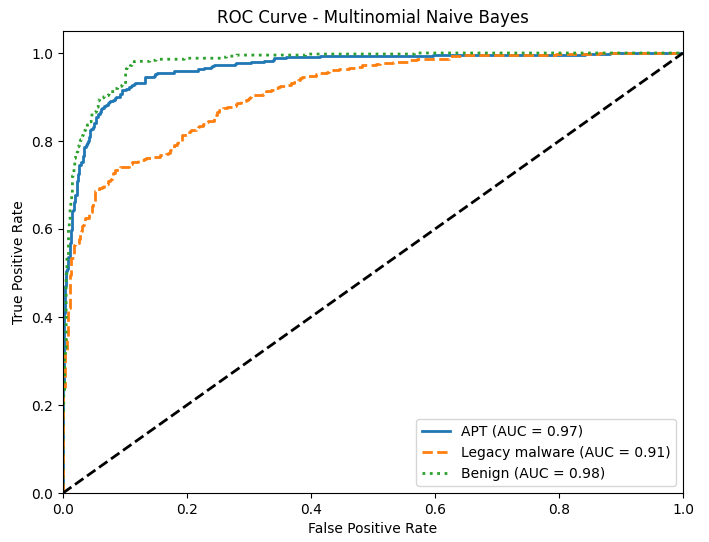 ROC Curve - Multinomial Naive Bayes
True Positive Rate
1.0
0.8
0.6
0.4
0.2
0.0
APT (AUC = 0.97)
Legacy malware (AUC = 0.91)
Benign (AUC = 0.98)
0.0 0.2 0.4 0.6 0.8 1.0
False Positive Rate